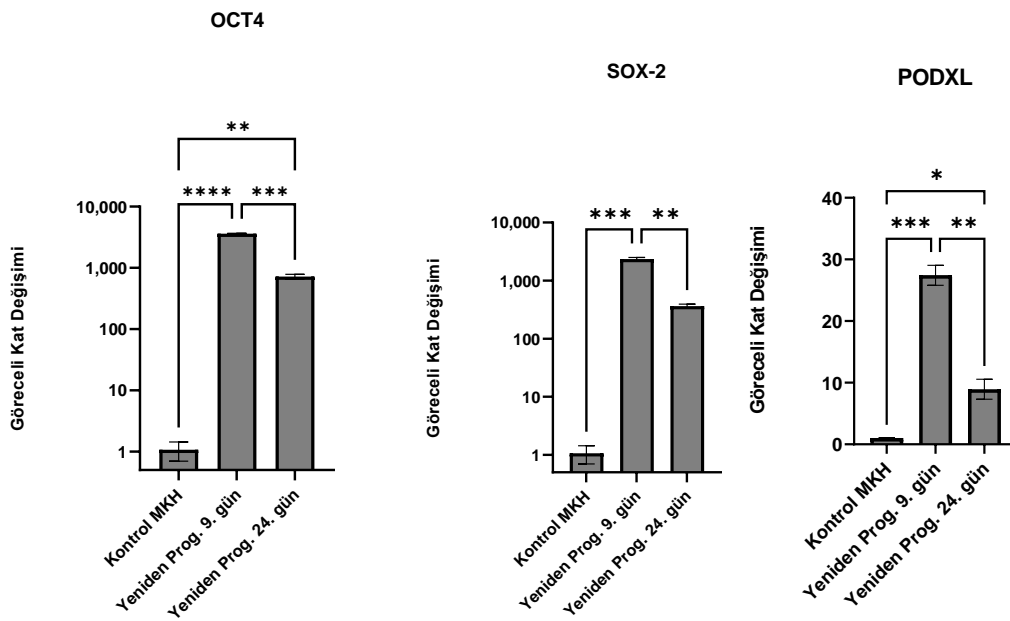 OCT4
**
**** ***
10,000
1,000
100
10
1
Göreceli Kat Değişimi
Kontrol MKH
Yeniden Prog. 9. gün
Yeniden Prog. 24. gün
SOX-2
*** **
10,000
1,000
100
10
1
Göreceli Kat Değişimi
Kontrol MKH
Yeniden Prog. 9. gün
Yeniden Prog. 24. gün
PODXL
*
*** **
40
30
20
10
0
Göreceli Kat Değişimi
Kontrol MKH
Yeniden Prog. 9. gün
Yeniden Prog. 24. gün